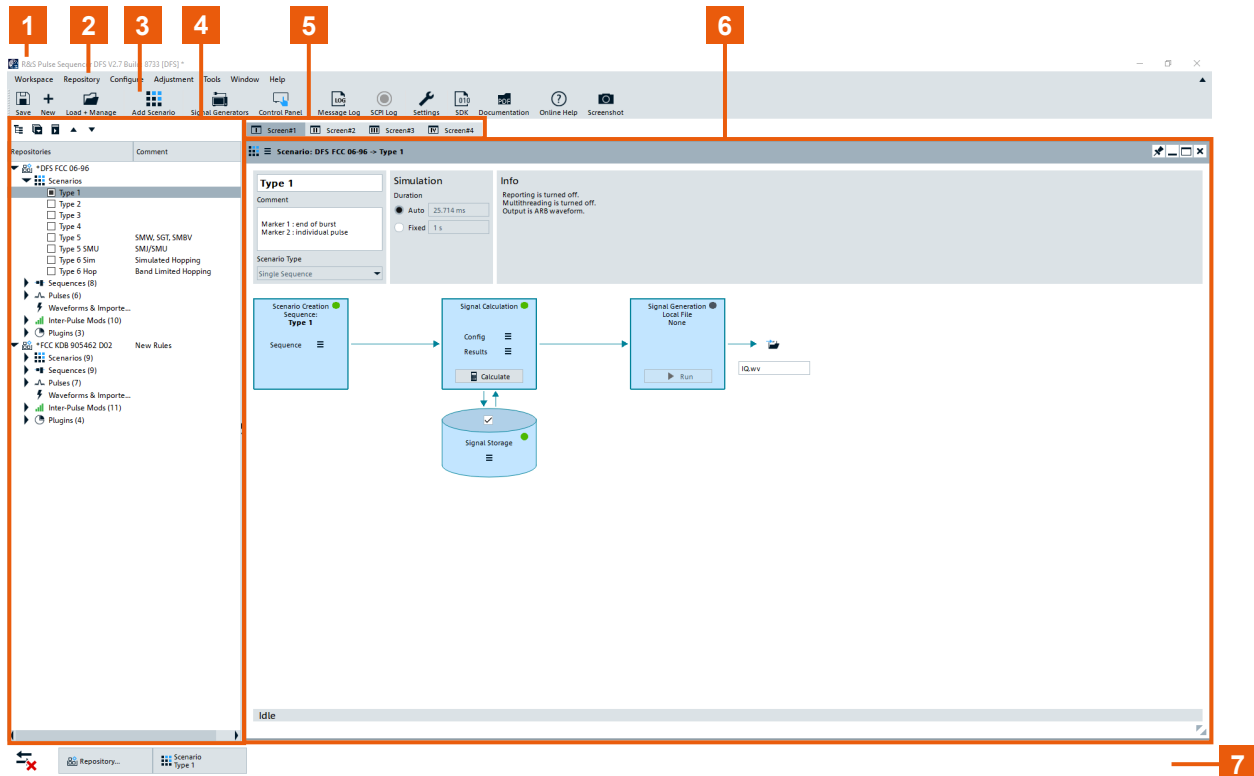 1 2 3 4 5 6
R&S Pulse Sequencer DFS V2.7 Build 8733 [DFS] *
Workspace Repository Configure Adjustment Tools Window Help
Save New Load + Manage Add Scenario Signal Generators Control Panel Message Log SCPI Log Settings SDK Documentation Online Help Screenshot
LOG 010 PDF ?
I Screen#1 II Screen#2 III Screen#3 IV Screen#4
Repositories Comment
*DFS FCC 06-96
Scenarios
Type 1
Type 2
Type 3
Type 4
Type 5 SMW, SGT, SMBV
Type 5 SMU SMJ/SMU
Type 6 Sim Simulated Hopping
Type 6 Hop Band Limited Hopping
Sequences (8)
Pulses (6)
Waveforms & Importe...
Inter-Pulse Mods (10)
Plugins (3)
*FCC KDB 905462 D02 New Rules
Scenarios (9)
Sequences (9)
Pulses (7)
Waveforms & Importe...
Inter-Pulse Mods (11)
Plugins (4)
Scenario: DFS FCC 06-96 -> Type 1
Type 1
Comment
Marker 1 : end of burst
Marker 2 : individual pulse
Scenario Type
Single Sequence
Simulation
Duration
Auto 25.714 ms
Fixed 1 s
Info
Reporting is turned off.
Multithreading is turned off.
Output is ARB waveform.
Scenario Creation
Sequence:
Type 1
Sequence
Signal Calculation
Config
Results
Calculate
Signal Storage
Signal Generation
Local File
None
Run
IQ.wv
Idle
Repository...
Scenario
Type 1
7